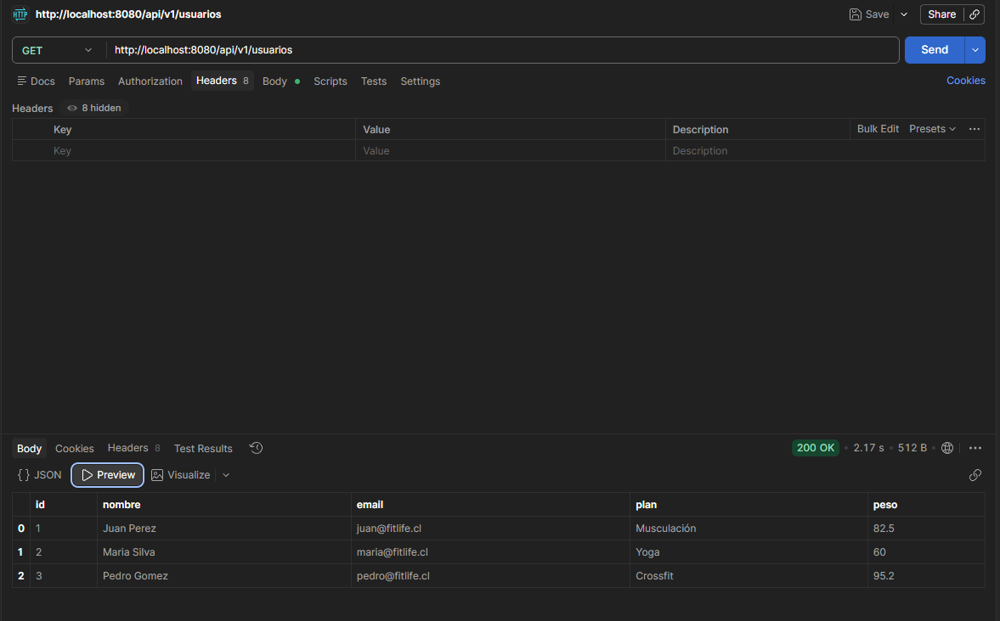 HTTP http://localhost:8080/api/v1/usuarios Save Share
GET http://localhost:8080/api/v1/usuarios Send
Docs Params Authorization Headers 8 Body Scripts Tests Settings Cookies
Headers 8 hidden
Key Value Description Bulk Edit Presets
Key Value Description
Body Cookies Headers 8 Test Results 200 OK 2.17 s 512 B
{} JSON Preview Visualize
id nombre email plan peso
0 1 Juan Perez juan@fitlife.cl Musculación 82.5
1 2 Maria Silva maria@fitlife.cl Yoga 60
2 3 Pedro Gomez pedro@fitlife.cl Crossfit 95.2